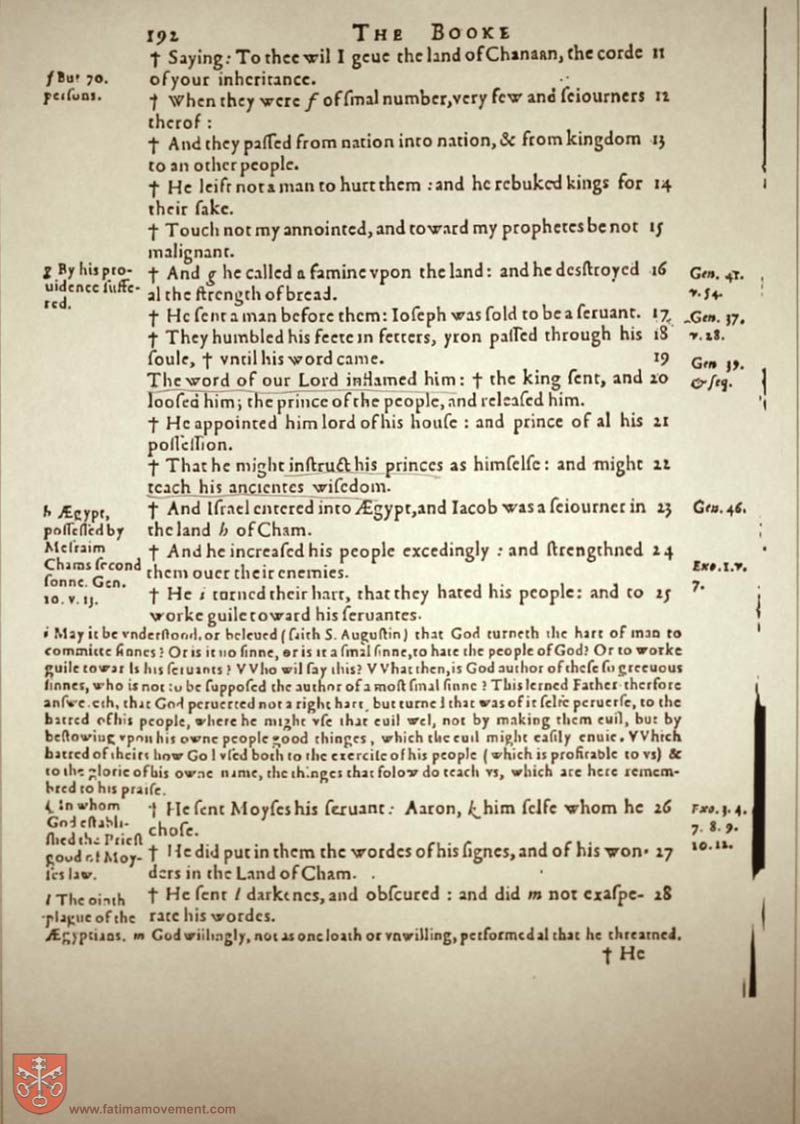 192
THE BOOKE
† Saying: To thee wil I geue the land of Chanaan, the corde 11
of your inheritance.
ſ But 70.
perſons.
† When they were ſ of ſmal number, very few and ſeiourners 12
therof :
† And they paſſed from nation into nation, & from kingdom 13
to an other people.
† He leift not a man to hurt them : and he rebuked kings for 14
their ſake.
† Touch not my annointed, and toward my prophetes be not 15
malignant.
g By his pro-
uidence ſuffe-
red.
† And g he called a famine vpon the land: and he deſtroyed 16
al the ſtrength of bread.
Gen. 41.
v. 54.
† He ſent a man before them: Ioſeph was ſold to be a ſeruant. 17
Gen. 37.
v. 28.
† They humbled his feete in fetters, yron paſſed through his 18
ſoule, † vntil his word came. 19
Gen 39.
& ſeq.
The word of our Lord inflamed him: † the king ſent, and 20
looſed him; the prince of the people, and releaſed him.
† He appointed him lord of his houſe : and prince of al his 21
poſſeſſion.
† That he might inſtruct his princes as himſelfe: and might 22
teach his ancientes wiſedom.
h Ægypt,
poſſeſſed by
Meſraim
Chams ſecond
ſonne. Gen.
10. v. 13.
† And Iſrael entered into Ægypt, and Iacob was a ſeiourner in 23
the land h of Cham.
Gen. 46.
† And he increaſed his people excedingly : and ſtrengthned 24
them ouer their enemies.
Exo. 1. v.
7.
† He i torned their hart, that they hated his people: and to 25
worke guile toward his ſeruantes.
i May it be vnderſtood, or beleued (ſaith S. Auguſtin) that God turneth the hart of man to
committe ſinnes? Or is it no ſinne, or is it a ſmal ſinne, to hate the people of God? Or to worke
guile towards his ſeruants? VVho wil ſay this? VVhat then, is God author of theſe ſo greeuous
ſinnes, who is not to be ſuppoſed the author of a moſt ſmal ſinne? This lerned Father therfore
anſwereth, that God peruerted not a right hart, but turned that was of it ſelfe peruerſe, to the
hatred of his people, where he might vſe that euil wel, not by making them euil, but by
beſtowing vpon his owne people good thinges, which the euil might eaſily enuie. VVhich
hatred of theirs how God vſed both to the exerciſe of his people (which is profitable to vs) &
to the glorie of his owne name, the thinges that folow do teach vs, which are here remem-
bred to his praiſe.
k In whom
God eſtabli-
ſhed the Prieſt
hood of Moy-
ſes law.
† He ſent Moyſes his ſeruant: Aaron, k him ſelfe whom he 26
choſe.
Exo. 3. 4.
7. 8. 9.
10. 12.
† He did put in them the wordes of his ſignes, and of his won- 27
ders in the Land of Cham.
l The ninth
plague of the
Ægyptians.
† He ſent l darkenes, and obſcured : and did m not exaſpe- 28
rate his wordes.
m God willingly, not as one loath or vnwilling, performed al that he threatned.
† He
www.fatimamovement.com